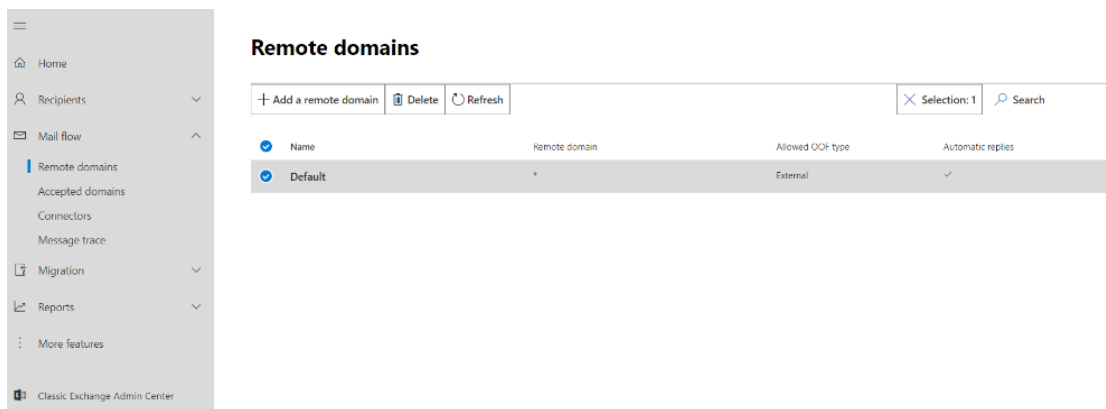 Home
Recipients
Mail flow
Remote domains
Accepted domains
Connectors
Message trace
Migration
Reports
More features
Classic Exchange Admin Center
Remote domains
+ Add a remote domain Delete Refresh Selection: 1 Search
Name Remote domain Allowed OOF type Automatic replies
Default * External